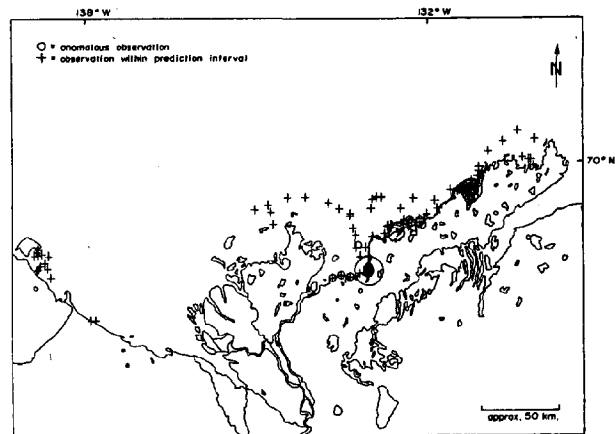 138° W
132° W
O = anomalous observation
+ = observation within prediction interval
N
70° N
approx. 50 km.